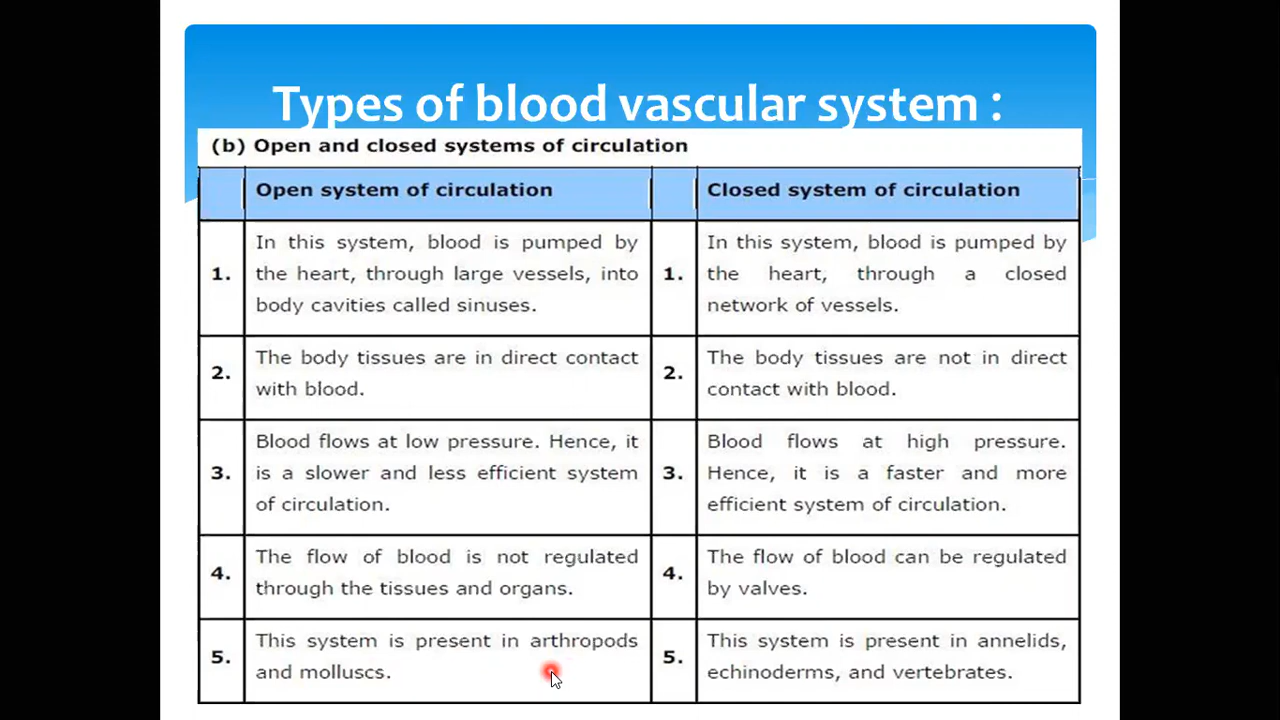 Types of blood vascular system :
(b) Open and closed systems of circulation
Open system of circulation
Closed system of circulation
1.
In this system, blood is pumped by
the heart, through large vessels, into
body cavities called sinuses.
1.
In this system, blood is pumped by
the heart, through a closed
network of vessels.
2.
The body tissues are in direct contact
with blood.
2.
The body tissues are not in direct
contact with blood.
3.
Blood flows at low pressure. Hence, it
is a slower and less efficient system
of circulation.
3.
Blood flows at high pressure.
Hence, it is a faster and more
efficient system of circulation.
4.
The flow of blood is not regulated
through the tissues and organs.
4.
The flow of blood can be regulated
by valves.
5.
This system is present in arthropods
and molluscs.
5.
This system is present in annelids,
echinoderms, and vertebrates.